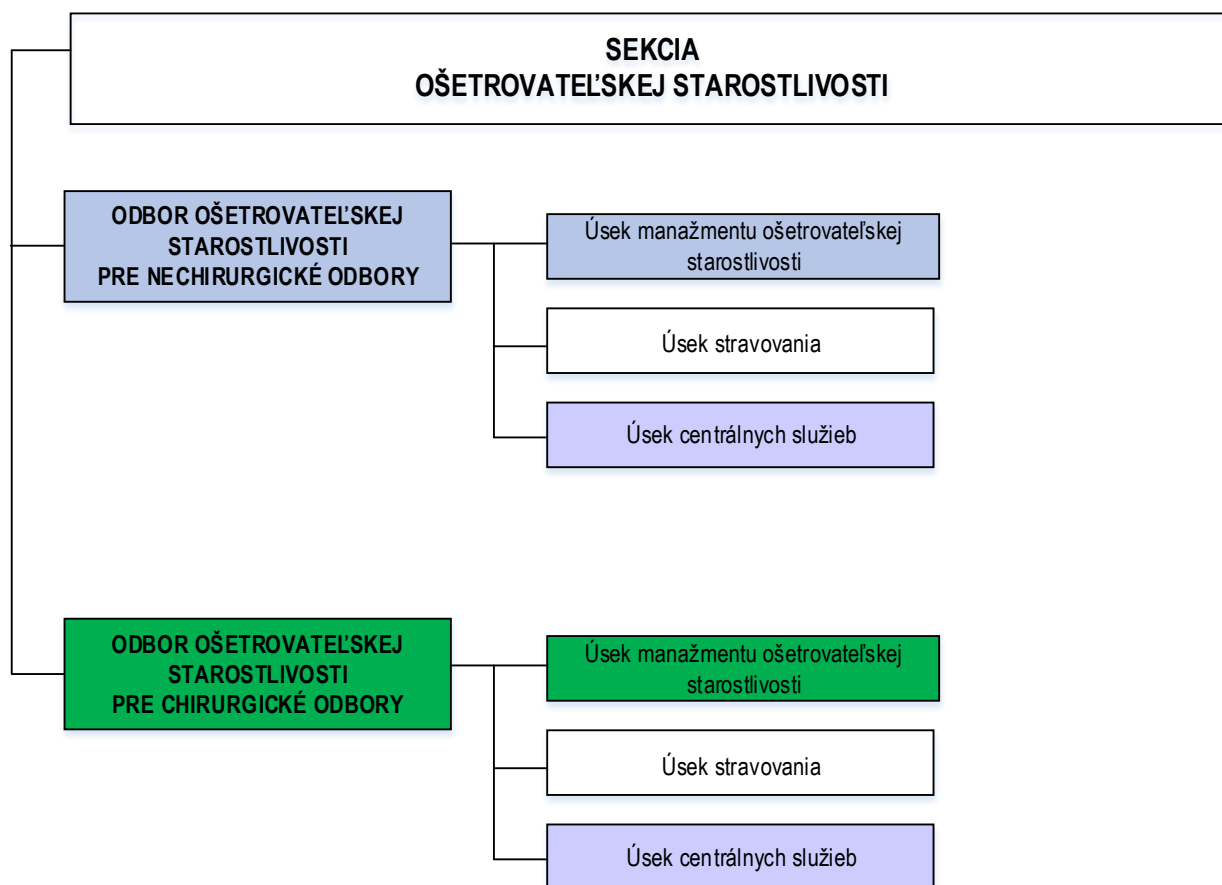 SEKCIA
OŠETROVATEĽSKEJ STAROSTLIVOSTI
ODBOR OŠETROVATEĽSKEJ
STAROSTLIVOSTI
PRE NECHIRURGICKÉ ODBORY
Úsek manažmentu ošetrovateľskej
starostlivosti
Úsek stravovania
Úsek centrálnych služieb
ODBOR OŠETROVATEĽSKEJ
STAROSTLIVOSTI
PRE CHIRURGICKÉ ODBORY
Úsek manažmentu ošetrovateľskej
starostlivosti
Úsek stravovania
Úsek centrálnych služieb